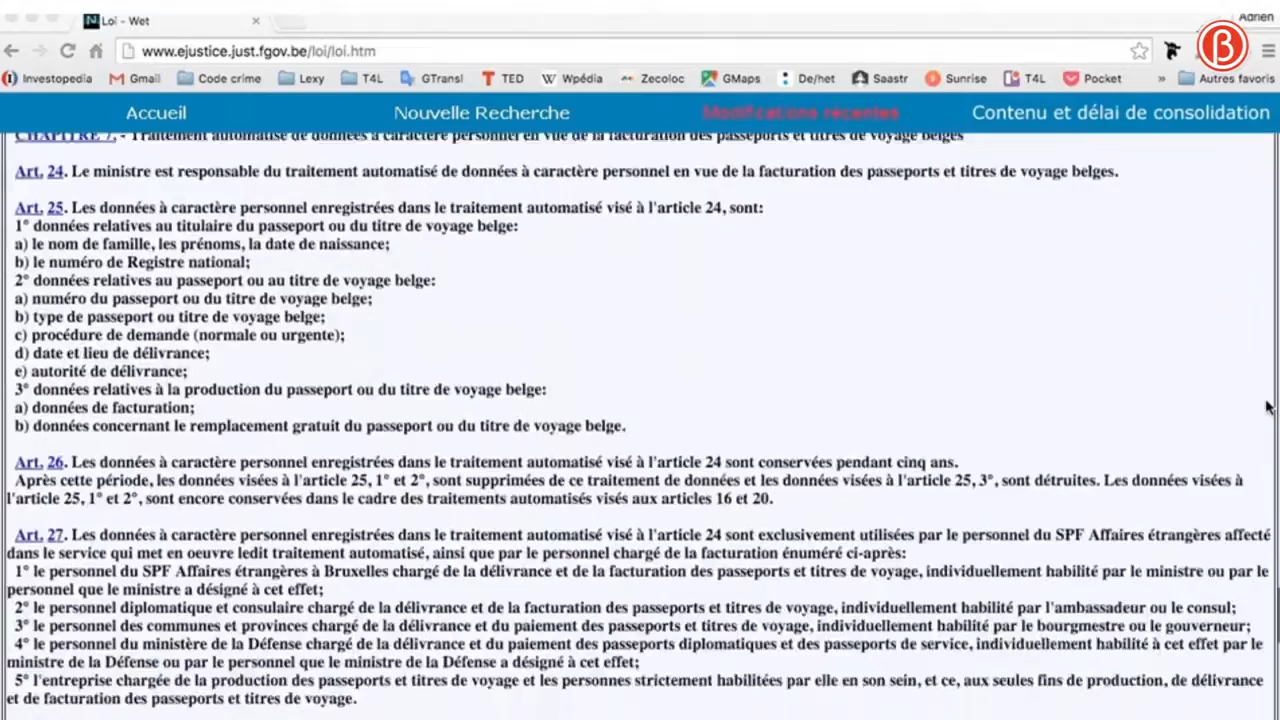 Loi - Wet
Adrien
www.ejustice.just.fgov.be/loi/loi.htm
β
Investopedia Gmail Code crime Lexy T4L GTransl TED Wpédia Zecoloc GMaps De/het Saastr Sunrise T4L Pocket » Autres favoris
Accueil Nouvelle Recherche Modifications récentes Contenu et délai de consolidation
CHAPITRE 7. - Traitement automatisé de données à caractère personnel en vue de la facturation des passeports et titres de voyage belges
Art. 24. Le ministre est responsable du traitement automatisé de données à caractère personnel en vue de la facturation des passeports et titres de voyage belges.
Art. 25. Les données à caractère personnel enregistrées dans le traitement automatisé visé à l'article 24, sont:
1° données relatives au titulaire du passeport ou du titre de voyage belge:
a) le nom de famille, les prénoms, la date de naissance;
b) le numéro de Registre national;
2° données relatives au passeport ou au titre de voyage belge:
a) numéro du passeport ou du titre de voyage belge;
b) type de passeport ou titre de voyage belge;
c) procédure de demande (normale ou urgente);
d) date et lieu de délivrance;
e) autorité de délivrance;
3° données relatives à la production du passeport ou du titre de voyage belge:
a) données de facturation;
b) données concernant le remplacement gratuit du passeport ou du titre de voyage belge.
Art. 26. Les données à caractère personnel enregistrées dans le traitement automatisé visé à l'article 24 sont conservées pendant cinq ans.
Après cette période, les données visées à l'article 25, 1° et 2°, sont supprimées de ce traitement de données et les données visées à l'article 25, 3°, sont détruites. Les données visées à
l'article 25, 1° et 2°, sont encore conservées dans le cadre des traitements automatisés visés aux articles 16 et 20.
Art. 27. Les données à caractère personnel enregistrées dans le traitement automatisé visé à l'article 24 sont exclusivement utilisées par le personnel du SPF Affaires étrangères affecté
dans le service qui met en oeuvre ledit traitement automatisé, ainsi que par le personnel chargé de la facturation énuméré ci-après:
1° le personnel du SPF Affaires étrangères à Bruxelles chargé de la délivrance et de la facturation des passeports et titres de voyage, individuellement habilité par le ministre ou par le
personnel que le ministre a désigné à cet effet;
2° le personnel diplomatique et consulaire chargé de la délivrance et de la facturation des passeports et titres de voyage, individuellement habilité par l'ambassadeur ou le consul;
3° le personnel des communes et provinces chargé de la délivrance et du paiement des passeports et titres de voyage, individuellement habilité par le bourgmestre ou le gouverneur;
4° le personnel du ministère de la Défense chargé de la délivrance et du paiement des passeports diplomatiques et des passeports de service, individuellement habilité à cet effet par le
ministre de la Défense ou par le personnel que le ministre de la Défense a désigné à cet effet;
5° l'entreprise chargée de la production des passeports et titres de voyage et les personnes strictement habilitées par elle en son sein, et ce, aux seules fins de production, de délivrance
et de facturation des passeports et titres de voyage.